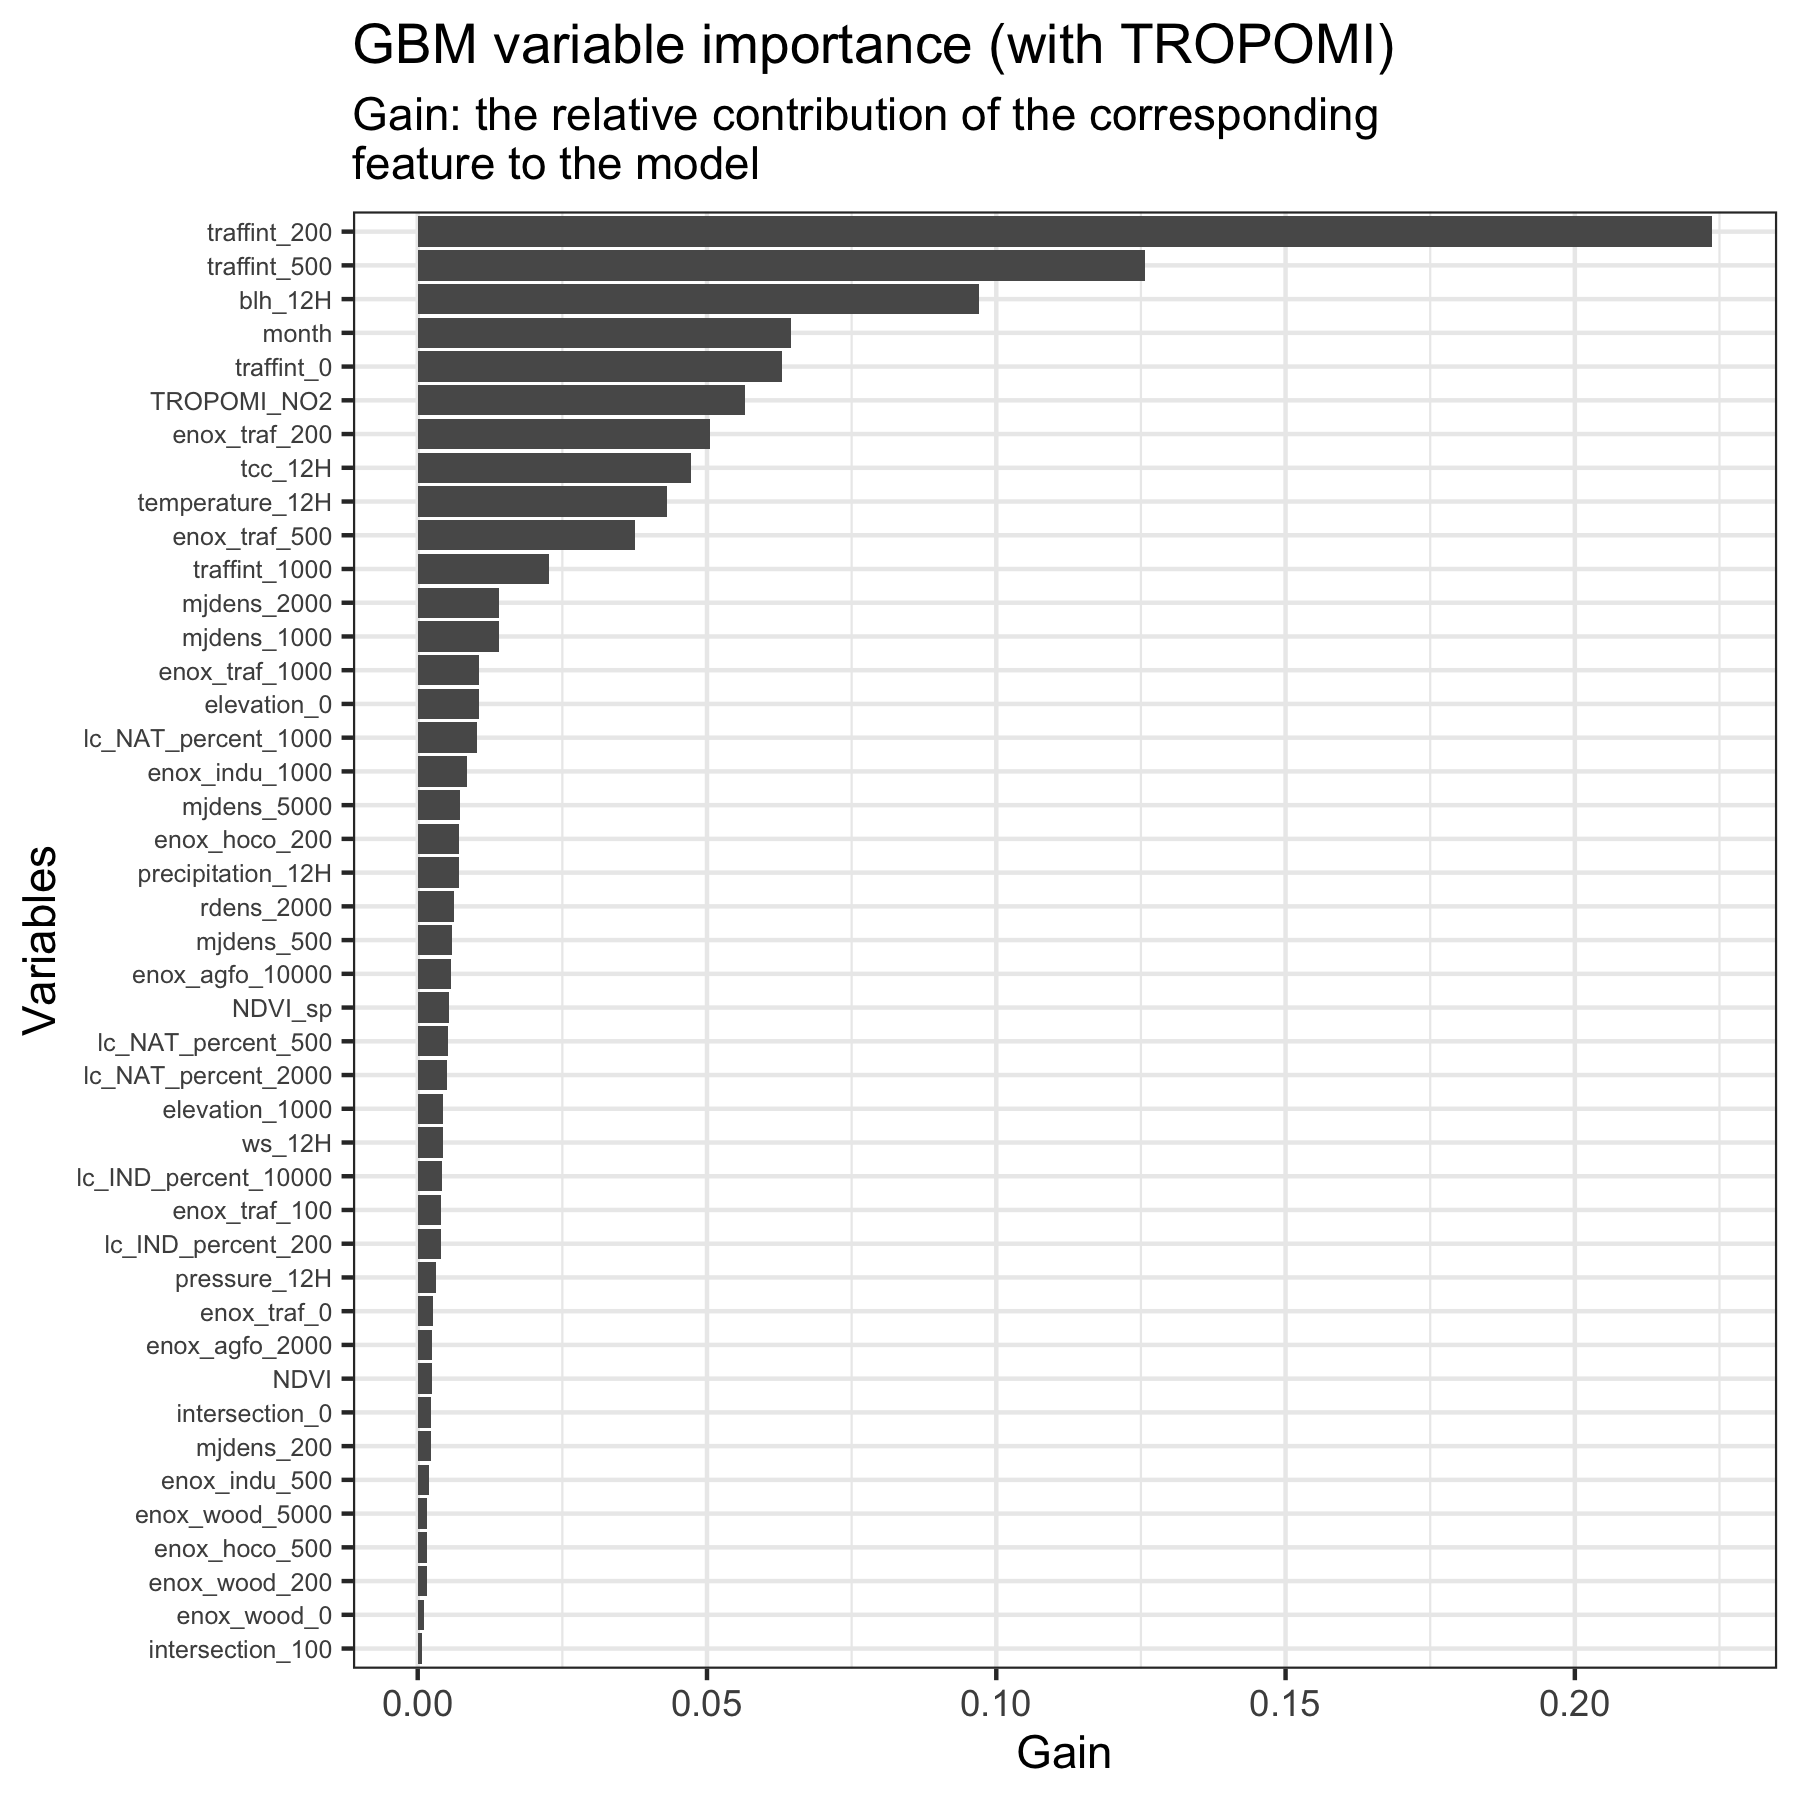 GBM variable importance (with TROPOMI)
Gain: the relative contribution of the corresponding
feature to the model
Variables
traffint_200
traffint_500
blh_12H
month
traffint_0
TROPOMI_NO2
enox_traf_200
tcc_12H
temperature_12H
enox_traf_500
traffint_1000
mjdens_2000
mjdens_1000
enox_traf_1000
elevation_0
lc_NAT_percent_1000
enox_indu_1000
mjdens_5000
enox_hoco_200
precipitation_12H
rdens_2000
mjdens_500
enox_agfo_10000
NDVI_sp
lc_NAT_percent_500
lc_NAT_percent_2000
elevation_1000
ws_12H
lc_IND_percent_10000
enox_traf_100
lc_IND_percent_200
pressure_12H
enox_traf_0
enox_agfo_2000
NDVI
intersection_0
mjdens_200
enox_indu_500
enox_wood_5000
enox_hoco_500
enox_wood_200
enox_wood_0
intersection_100
0.00 0.05 0.10 0.15 0.20
Gain